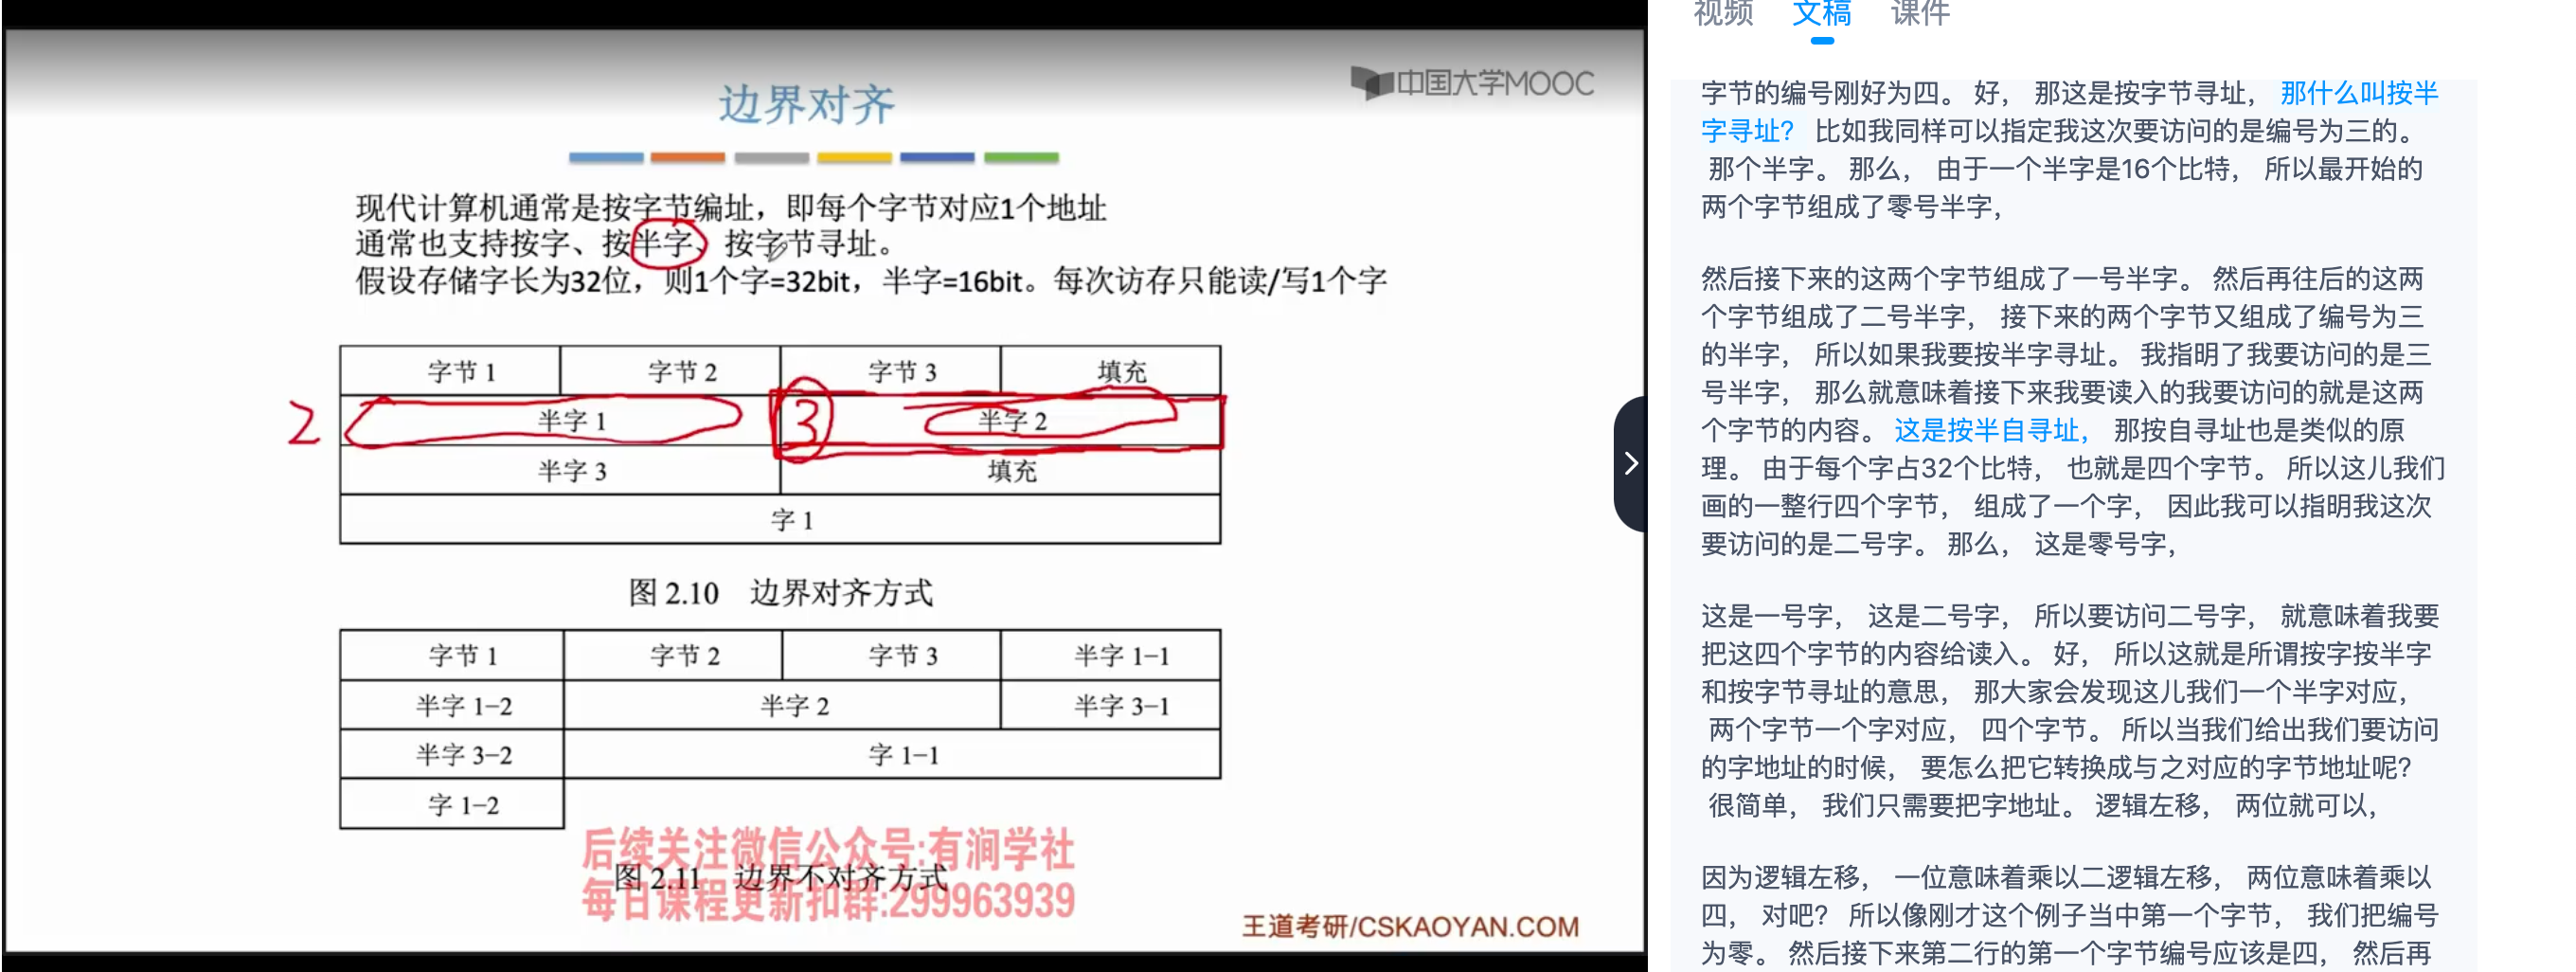 边界对齐
中国大学MOOC
现代计算机通常是按字节编址，即每个字节对应1个地址
通常也支持按字、按半字、按字节寻址。
假设存储字长为32位，则1个字=32bit，半字=16bit。每次访存只能读/写1个字
字节 1 字节 2 字节 3 填充
2 半字 1 3 半字 2
半字 3 填充
字 1
图 2.10 边界对齐方式
字节 1 字节 2 字节 3 半字 1-1
半字 1-2 半字 2 半字 3-1
半字 3-2 字 1-1
字 1-2
后续关注微信公众号:有涧学社
图 2.11 边界不对齐方式
每日课程更新扣群:299963939
王道考研/CSKAOYAN.COM
视频 文稿 课件
字节的编号刚好为四。 好， 那这是按字节寻址， 那什么叫按半
字寻址? 比如我同样可以指定我这次要访问的是编号为三的。
那个半字。 那么， 由于一个半字是16个比特， 所以最开始的
两个字节组成了零号半字，
然后接下来的这两个字节组成了一号半字。 然后再往后的这两
个字节组成了二号半字， 接下来的两个字节又组成了编号为三
的半字， 所以如果我要按半字寻址。 我指明了我要访问的是三
号半字， 那么就意味着接下来我要读入的我要访问的就是这两
个字节的内容。 这是按半自寻址， 那按自寻址也是类似的原
理。 由于每个字占32个比特， 也就是四个字节。 所以这儿我们
画的一整行四个字节， 组成了一个字， 因此我可以指明我这次
要访问的是二号字。 那么， 这是零号字，
这是一号字， 这是二号字， 所以要访问二号字， 就意味着我要
把这四个字节的内容给读入。 好， 所以这就是所谓按字按半字
和按字节寻址的意思， 那大家会发现这儿我们一个半字对应，
两个字节一个字对应， 四个字节。 所以当我们给出我们要访问
的字地址的时候， 要怎么把它转换成与之对应的字节地址呢?
很简单， 我们只需要把字地址。 逻辑左移， 两位就可以，
因为逻辑左移， 一位意味着乘以二逻辑左移， 两位意味着乘以
四， 对吧? 所以像刚才这个例子当中第一个字节， 我们把编号
为零。 然后接下来第二行的第一个字节编号应该是四， 然后再